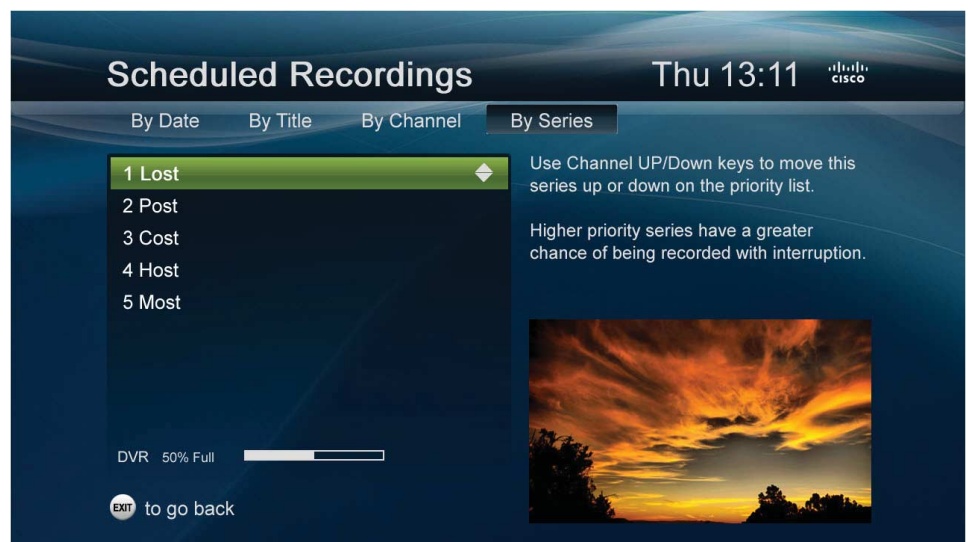 Scheduled Recordings
Thu 13:11
cisco
By Date By Title By Channel By Series
1 Lost
2 Post
3 Cost
4 Host
5 Most
DVR 50% Full
EXIT to go back
Use Channel UP/Down keys to move this
series up or down on the priority list.
Higher priority series have a greater
chance of being recorded with interruption.